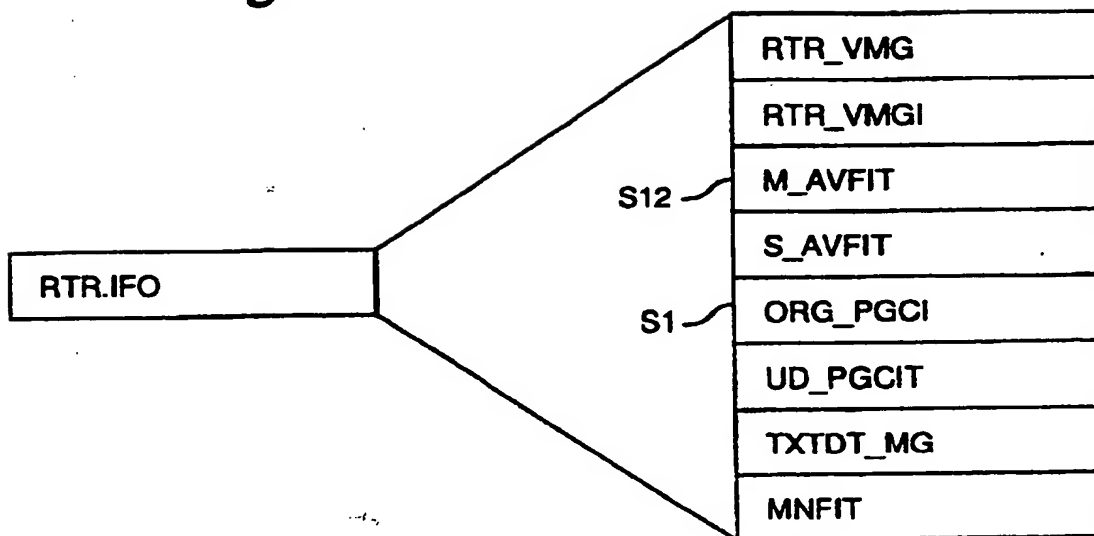 RTR_VMG
RTR_VMGI
S12 M_AVFIT
S_AVFIT
RTR.IFO
S1 ORG_PGCI
UD_PGCIT
TXTDT_MG
MNFIT